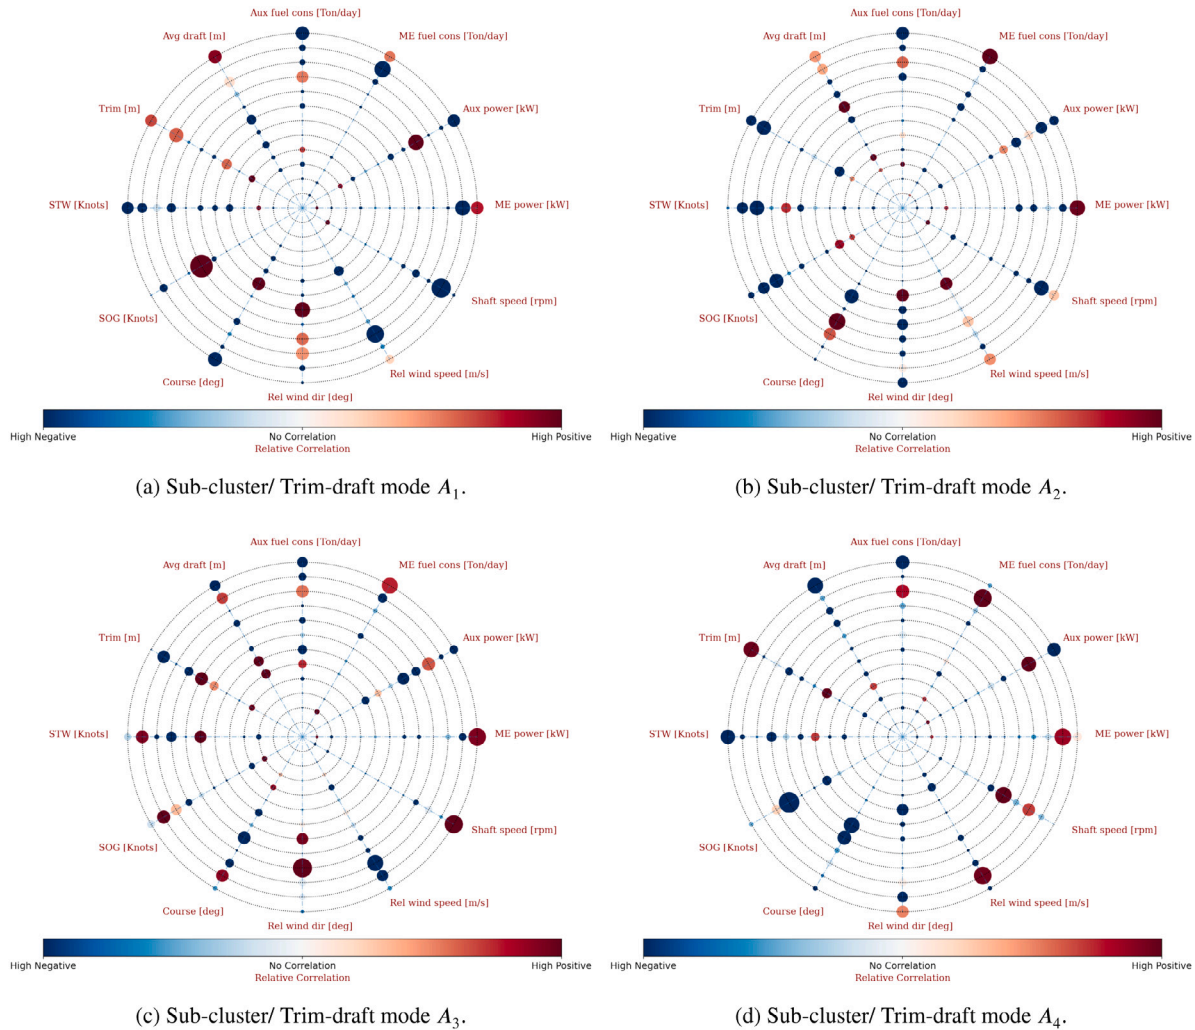 Aux fuel cons [Ton/day]
ME fuel cons [Ton/day]
Avg draft [m]
Trim [m]
Aux power [kW]
STW [Knots]
ME power [kW]
SOG [Knots]
Shaft speed [rpm]
Course [deg]
Rel wind speed [m/s]
Rel wind dir [deg]
High Negative
No Correlation
High Positive
Relative Correlation
(a) Sub-cluster/ Trim-draft mode A₁.
Aux fuel cons [Ton/day]
ME fuel cons [Ton/day]
Avg draft [m]
Trim [m]
Aux power [kW]
STW [Knots]
ME power [kW]
SOG [Knots]
Shaft speed [rpm]
Course [deg]
Rel wind speed [m/s]
Rel wind dir [deg]
High Negative
No Correlation
High Positive
Relative Correlation
(b) Sub-cluster/ Trim-draft mode A₂.
Aux fuel cons [Ton/day]
ME fuel cons [Ton/day]
Avg draft [m]
Trim [m]
Aux power [kW]
STW [Knots]
ME power [kW]
SOG [Knots]
Shaft speed [rpm]
Course [deg]
Rel wind speed [m/s]
Rel wind dir [deg]
High Negative
No Correlation
High Positive
Relative Correlation
(c) Sub-cluster/ Trim-draft mode A₃.
Aux fuel cons [Ton/day]
ME fuel cons [Ton/day]
Avg draft [m]
Trim [m]
Aux power [kW]
STW [Knots]
ME power [kW]
SOG [Knots]
Shaft speed [rpm]
Course [deg]
Rel wind speed [m/s]
Rel wind dir [deg]
High Negative
No Correlation
High Positive
Relative Correlation
(d) Sub-cluster/ Trim-draft mode A₄.